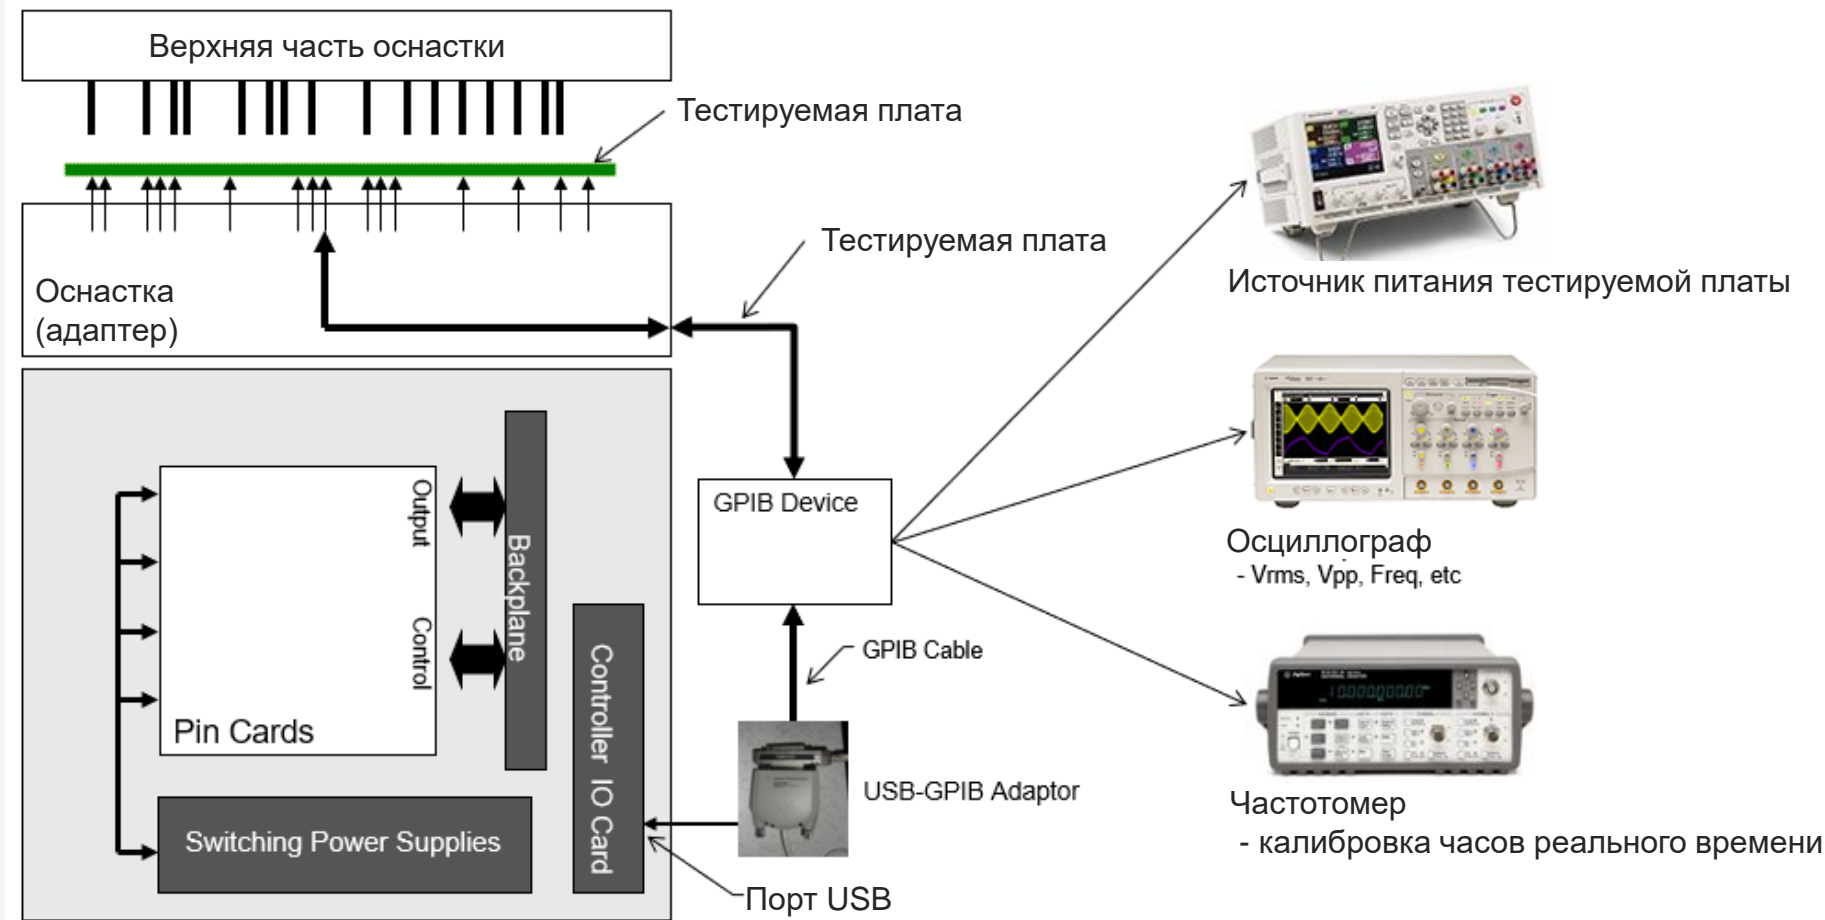 Верхняя часть оснастки
Тестируемая плата
Тестируемая плата
Источник питания тестируемой платы
Оснастка
(адаптер)
GPIB Device
Output
Control
Backplane
Pin Cards
Controller IO Card
Switching Power Supplies
GPIB Cable
USB-GPIB Adaptor
Порт USB
Осциллограф
- Vrms, Vpp, Freq, etc
Частотомер
- калибровка часов реального времени